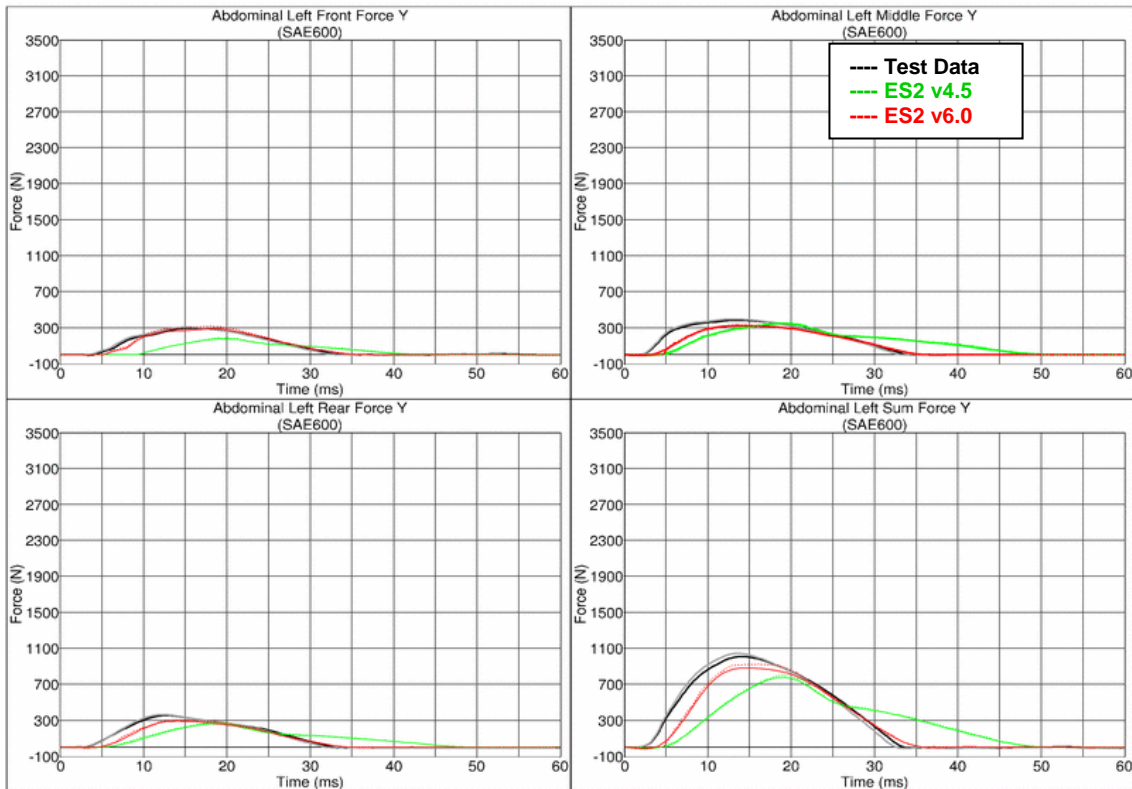 Abdominal Left Front Force Y
(SAE600)
3500
3100
2700
2300
1900
1500
1100
700
300
-100
Force (N)
0 10 20 30 40 50 60
Time (ms)
Abdominal Left Middle Force Y
(SAE600)
---- Test Data
---- ES2 v4.5
---- ES2 v6.0
3500
3100
2700
2300
1900
1500
1100
700
300
-100
Force (N)
0 10 20 30 40 50 60
Time (ms)
Abdominal Left Rear Force Y
(SAE600)
3500
3100
2700
2300
1900
1500
1100
700
300
-100
Force (N)
0 10 20 30 40 50 60
Time (ms)
Abdominal Left Sum Force Y
(SAE600)
3500
3100
2700
2300
1900
1500
1100
700
300
-100
Force (N)
0 10 20 30 40 50 60
Time (ms)